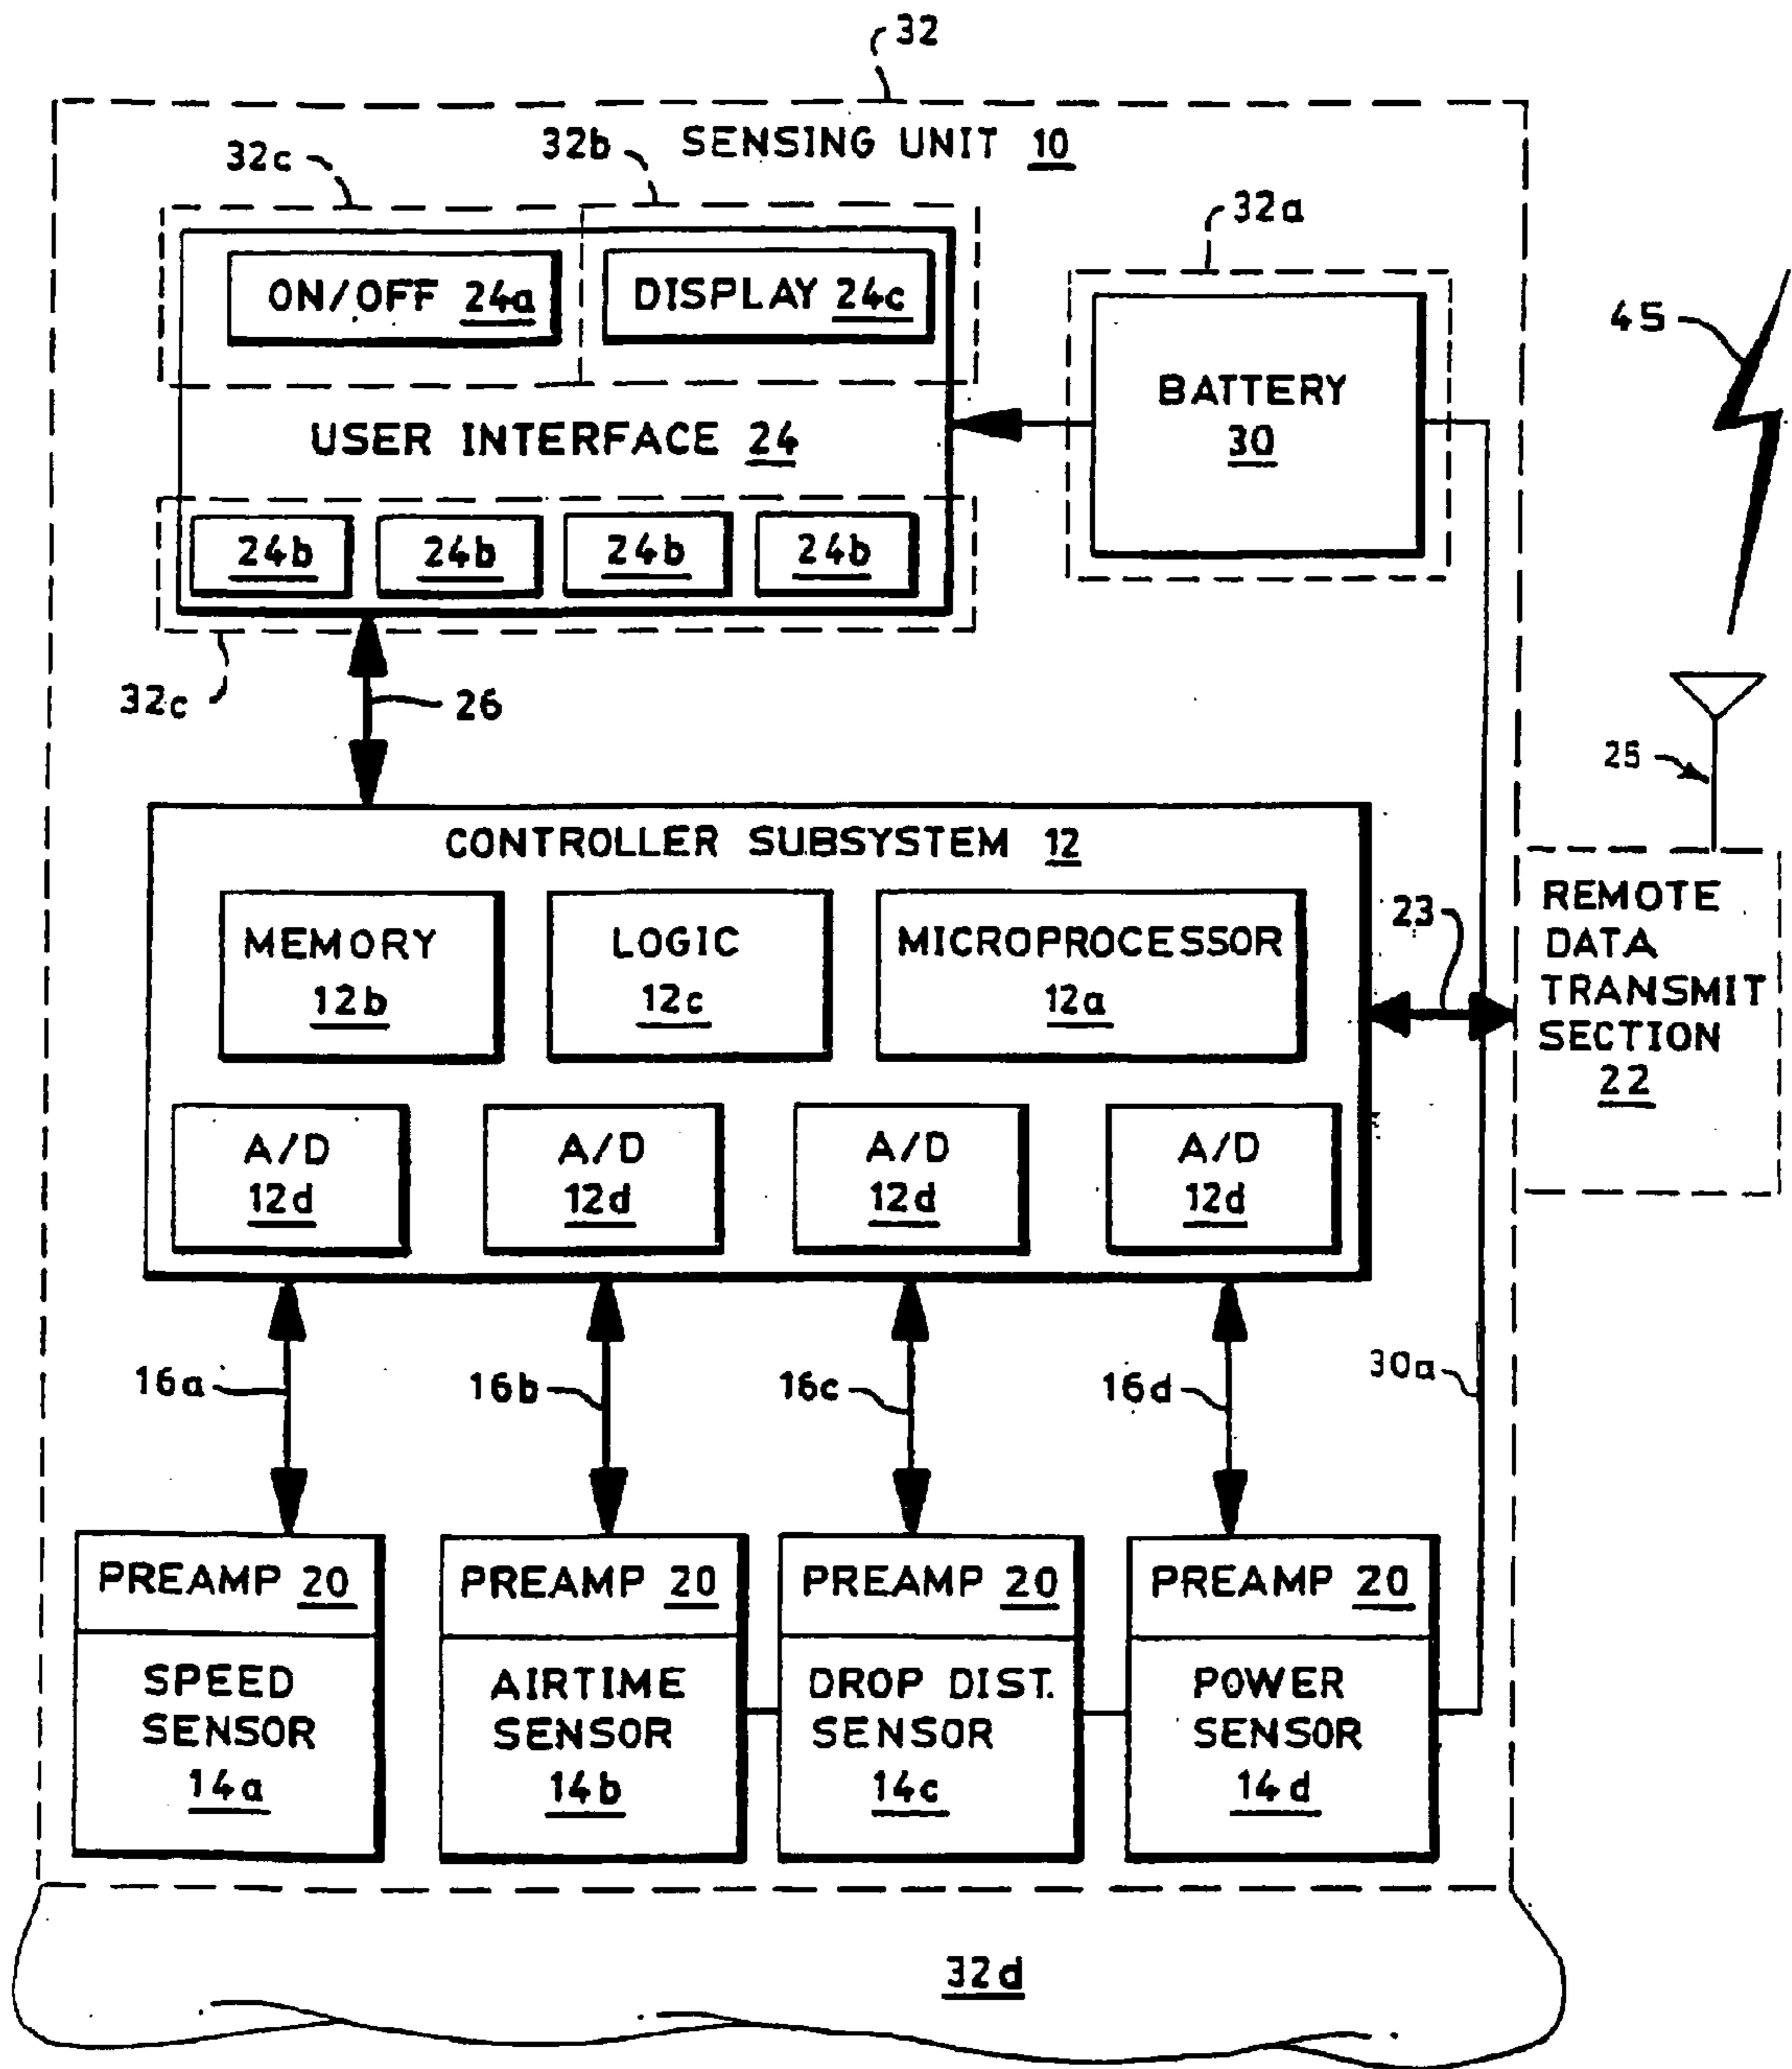 32
SENSING UNIT 10
32c
32b
32a
ON/OFF 24a
DISPLAY 24c
45
BATTERY
30
USER INTERFACE 24
24b
24b
24b
24b
32c
26
25
CONTROLLER SUBSYSTEM 12
MEMORY
12b
LOGIC
12c
MICROPROCESSOR
12a
23
REMOTE
DATA
TRANSMIT
SECTION
22
A/D
12d
A/D
12d
A/D
12d
A/D
12d
16a
16b
16c
16d
30a
PREAMP 20
PREAMP 20
PREAMP 20
PREAMP 20
SPEED
SENSOR
14a
AIRTIME
SENSOR
14b
DROP DIST.
SENSOR
14c
POWER
SENSOR
14d
32d